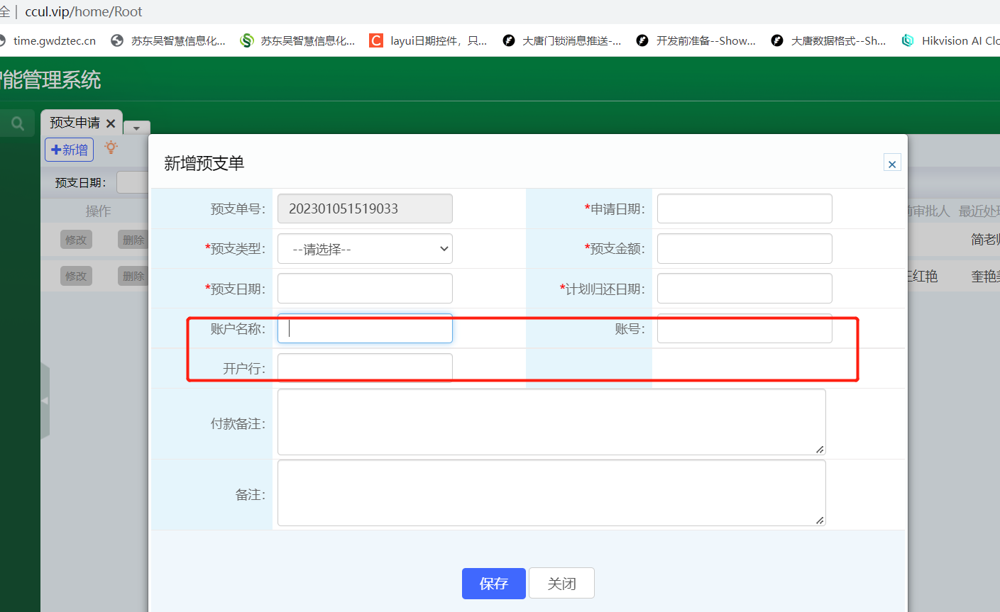 全 | ccul.vip/home/Root
time.gwdztec.cn 苏东吴智慧信息化... 苏东吴智慧信息化... layui日期控件，只... 大唐门锁消息推送-... 开发前准备--Show... 大唐数据格式--Sh... Hikvision AI Clo
智能管理系统
预支申请
新增
新增预支单
预支日期：
操作
前审批人 最近处理
预支单号： 202301051519033 *申请日期：
修改 删除 简老师
*预支类型： --请选择-- *预支金额：
修改 删除 王红艳 奎艳
*预支日期： *计划归还日期：
账户名称： 账号：
开户行：
付款备注：
备注：
保存 关闭